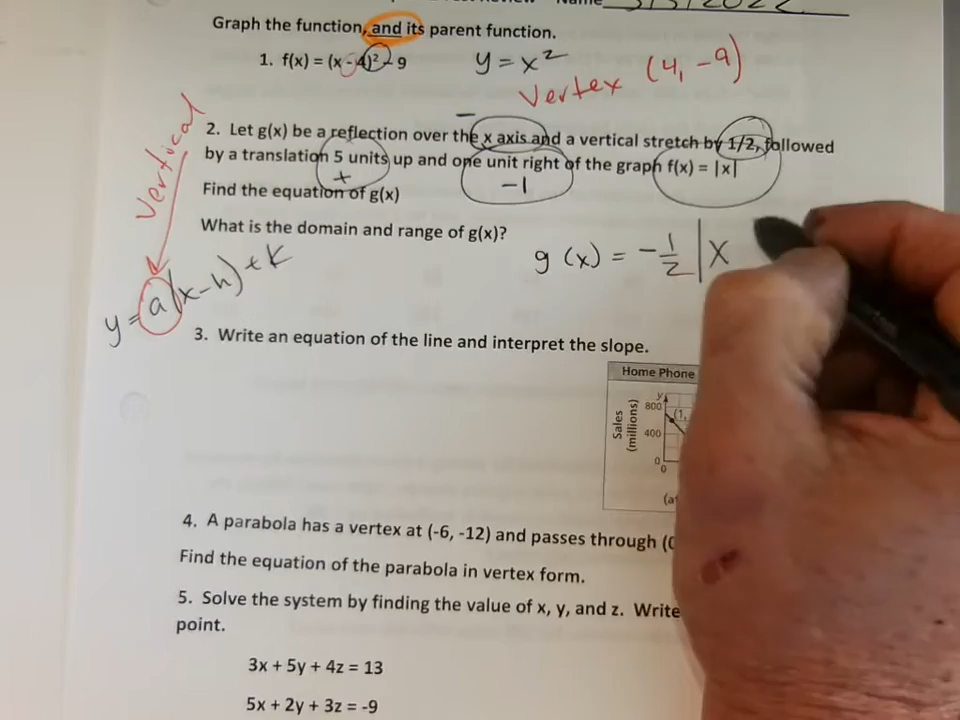 Graph the function, and its parent function.
1. f(x) = (x - 4)² - 9
y = x²
Vertex (4, -9)
2. Let g(x) be a reflection over the x axis and a vertical stretch by 1/2, followed
by a translation 5 units up and one unit right of the graph f(x) = |x|
+
-1
Find the equation of g(x)
What is the domain and range of g(x)?
g(x) = -1/2 |x
Vertical
y = a(x-h) + k
3. Write an equation of the line and interpret the slope.
Home Phone
Sales
(millions)
y
800
(1,
400
0
0
4. A parabola has a vertex at (-6, -12) and passes through
Find the equation of the parabola in vertex form.
5. Solve the system by finding the value of x, y, and z. Write
point.
3x + 5y + 4z = 13
5x + 2y + 3z = -9